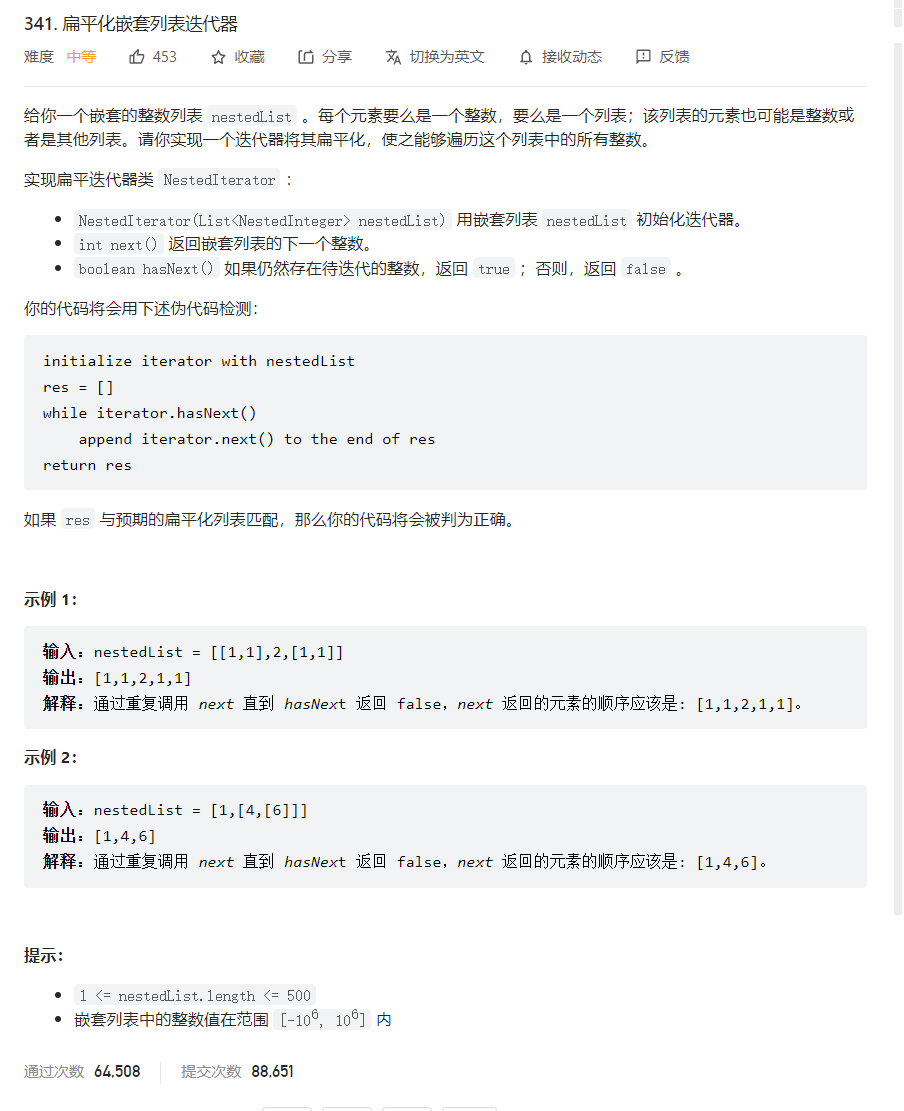 341. 扁平化嵌套列表迭代器
难度 中等 453 收藏 分享 切换为英文 接收动态 反馈
给你一个嵌套的整数列表 nestedList 。每个元素要么是一个整数，要么是一个列表；该列表的元素也可能是整数或
者是其他列表。请你实现一个迭代器将其扁平化，使之能够遍历这个列表中的所有整数。
实现扁平迭代器类 NestedIterator ：
• NestedIterator(List<NestedInteger> nestedList) 用嵌套列表 nestedList 初始化迭代器。
• int next() 返回嵌套列表的下一个整数。
• boolean hasNext() 如果仍然存在待迭代的整数，返回 true ；否则，返回 false 。
你的代码将会用下述伪代码检测：
initialize iterator with nestedList
res = []
while iterator.hasNext()
    append iterator.next() to the end of res
return res
如果 res 与预期的扁平化列表匹配，那么你的代码将会被判为正确。
示例 1：
输入：nestedList = [[1,1],2,[1,1]]
输出：[1,1,2,1,1]
解释：通过重复调用 next 直到 hasNext 返回 false，next 返回的元素的顺序应该是: [1,1,2,1,1]。
示例 2：
输入：nestedList = [1,[4,[6]]]
输出：[1,4,6]
解释：通过重复调用 next 直到 hasNext 返回 false，next 返回的元素的顺序应该是: [1,4,6]。
提示：
• 1 <= nestedList.length <= 500
• 嵌套列表中的整数值在范围 [-10⁶, 10⁶] 内
通过次数 64,508 提交次数 88,651